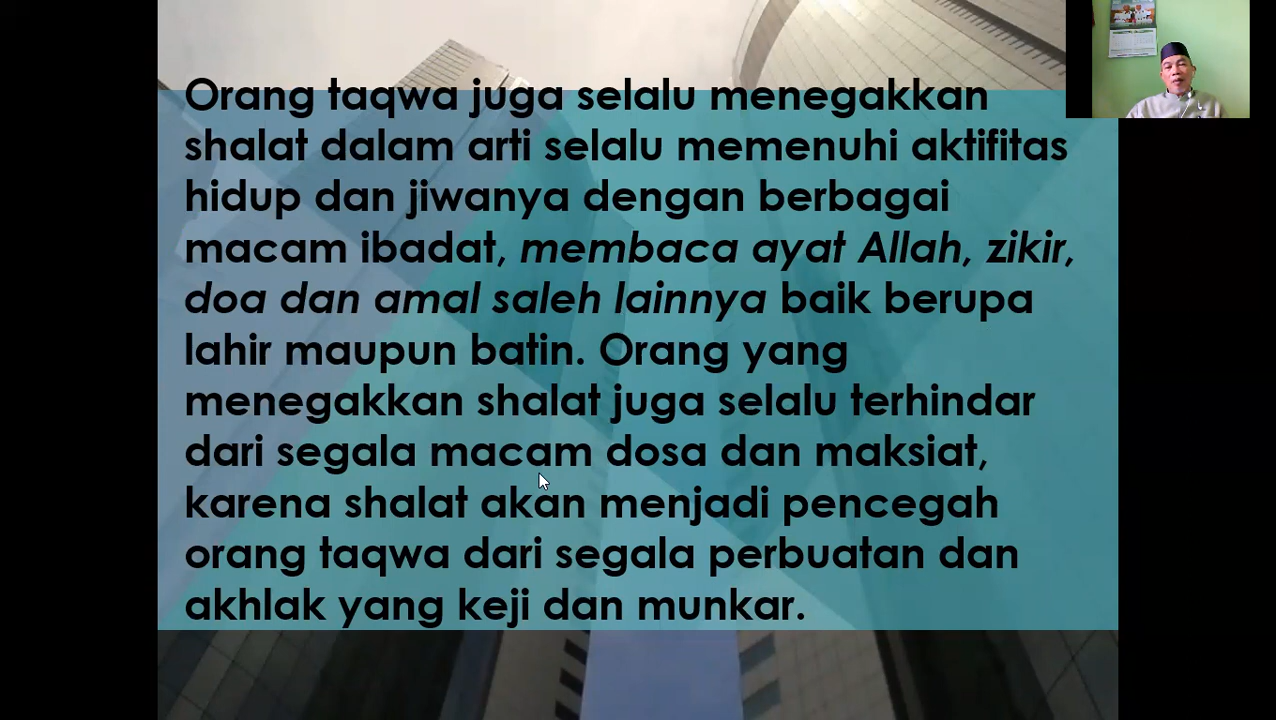 Orang taqwa juga selalu menegakkan
shalat dalam arti selalu memenuhi aktifitas
hidup dan jiwanya dengan berbagai
macam ibadat, membaca ayat Allah, zikir,
doa dan amal saleh lainnya baik berupa
lahir maupun batin. Orang yang
menegakkan shalat juga selalu terhindar
dari segala macam dosa dan maksiat,
karena shalat akan menjadi pencegah
orang taqwa dari segala perbuatan dan
akhlak yang keji dan munkar.